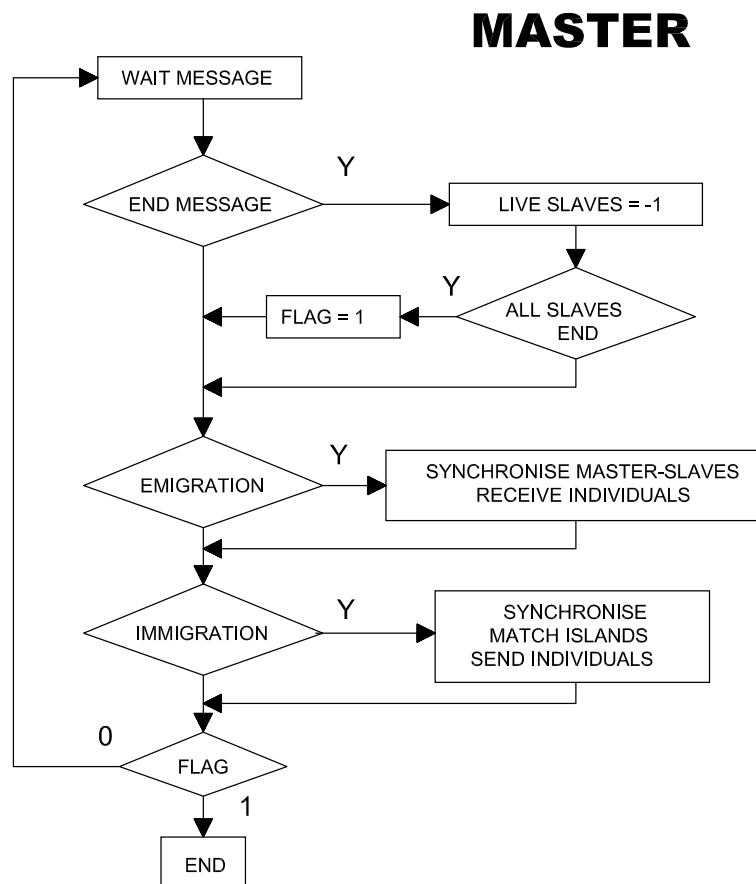 MASTER
WAIT MESSAGE
Y
END MESSAGE
LIVE SLAVES = -1
Y
FLAG = 1
ALL SLAVES
END
Y
EMIGRATION
SYNCHRONISE MASTER-SLAVES
RECEIVE INDIVIDUALS
Y
IMMIGRATION
SYNCHRONISE
MATCH ISLANDS
SEND INDIVIDUALS
0
FLAG
1
END